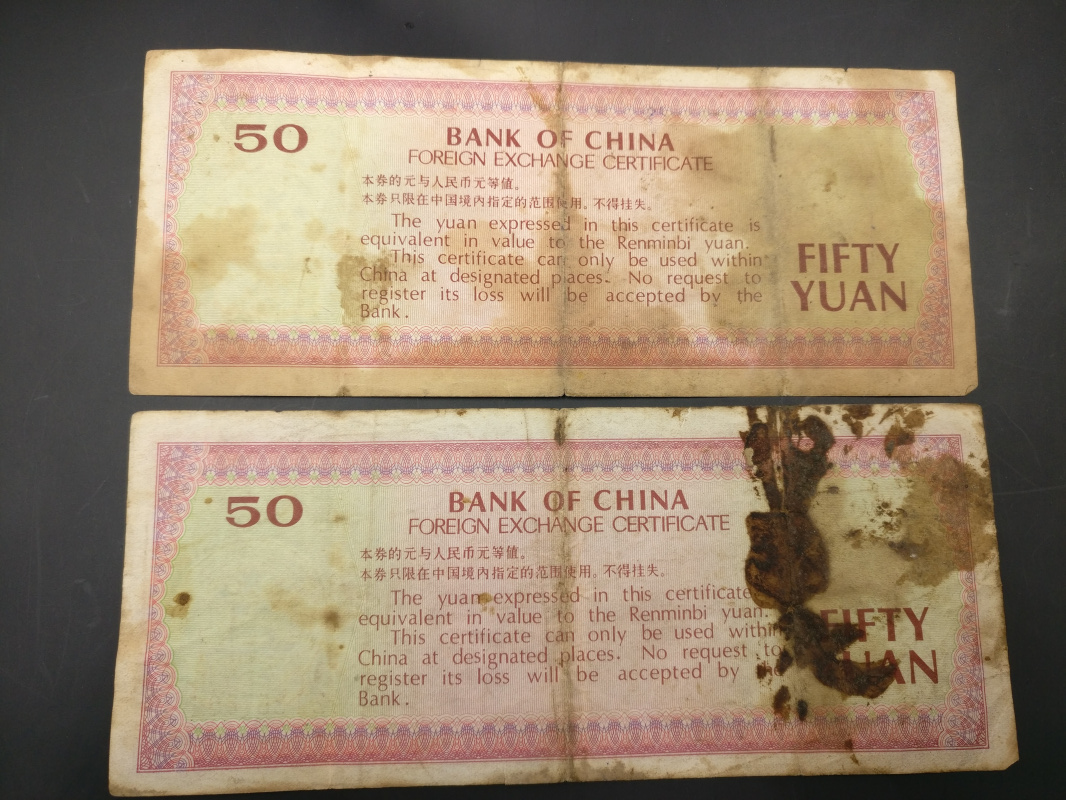 50
BANK OF CHINA
FOREIGN EXCHANGE CERTIFICATE
本券的元与人民币元等值。
本券只限在中国境内指定的范围使用。不得挂失。
The yuan expressed in this certificate is
equivalent in value to the Renminbi yuan.
This certificate can only be used within
China at designated places. No request to
register its loss will be accepted by the
Bank.
FIFTY
YUAN
50
BANK OF CHINA
FOREIGN EXCHANGE CERTIFICATE
本券的元与人民币元等值。
本券只限在中国境内指定的范围使用。不得挂失。
The yuan expressed in this certificate
equivalent in value to the Renminbi yuan.
This certificate can only be used within
China at designated places. No request to
register its loss will be accepted by the
Bank.
FIFTY
YUAN